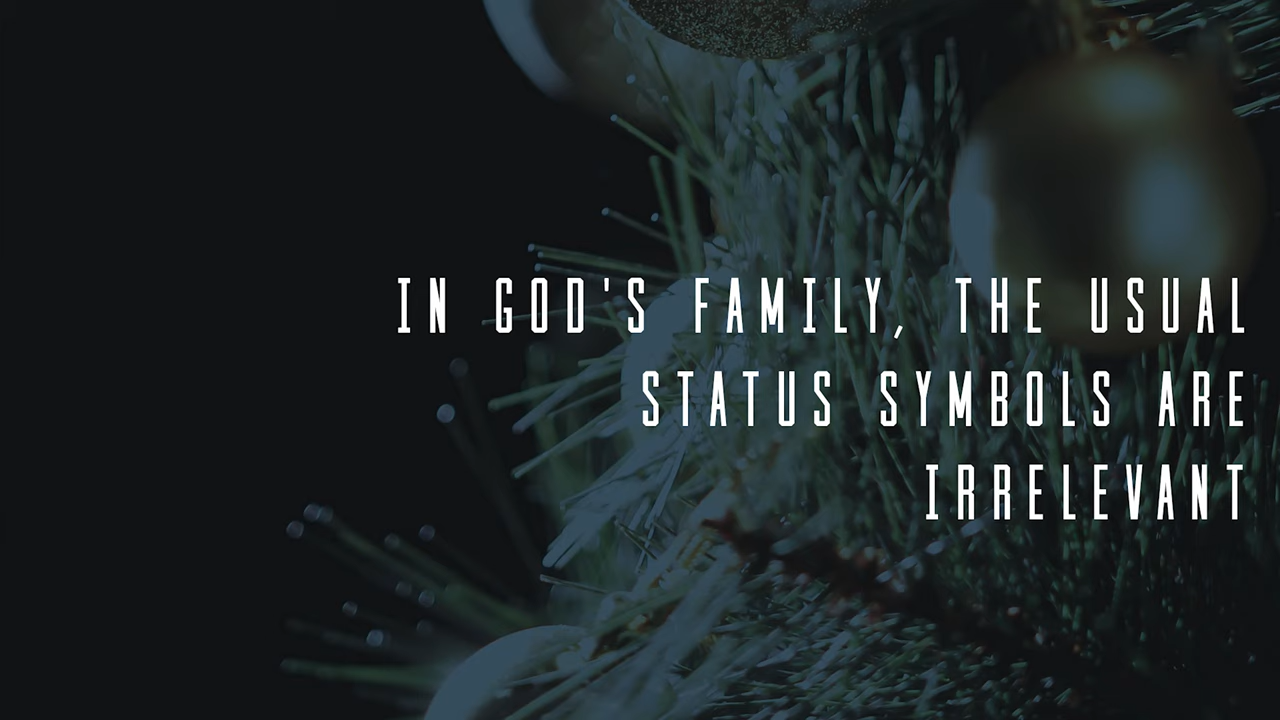 IN GOD'S FAMILY, THE USUAL
STATUS SYMBOLS ARE
IRRELEVANT